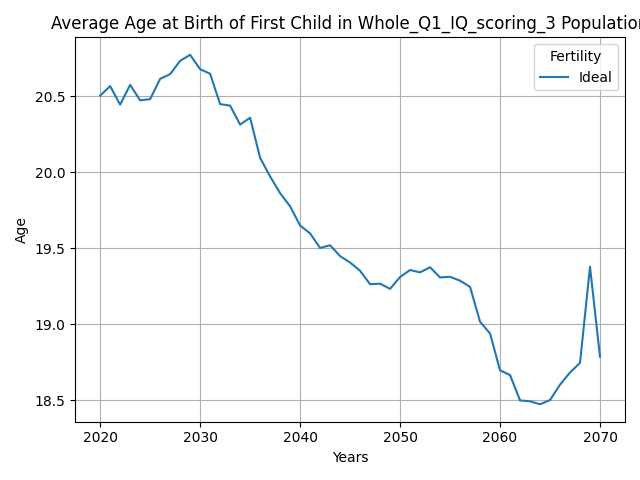 Average Age at Birth of First Child in Whole_Q1_IQ_scoring_3 Population
Fertility
Ideal
20.5
20.0
19.5
19.0
18.5
Age
2020 2030 2040 2050 2060 2070
Years